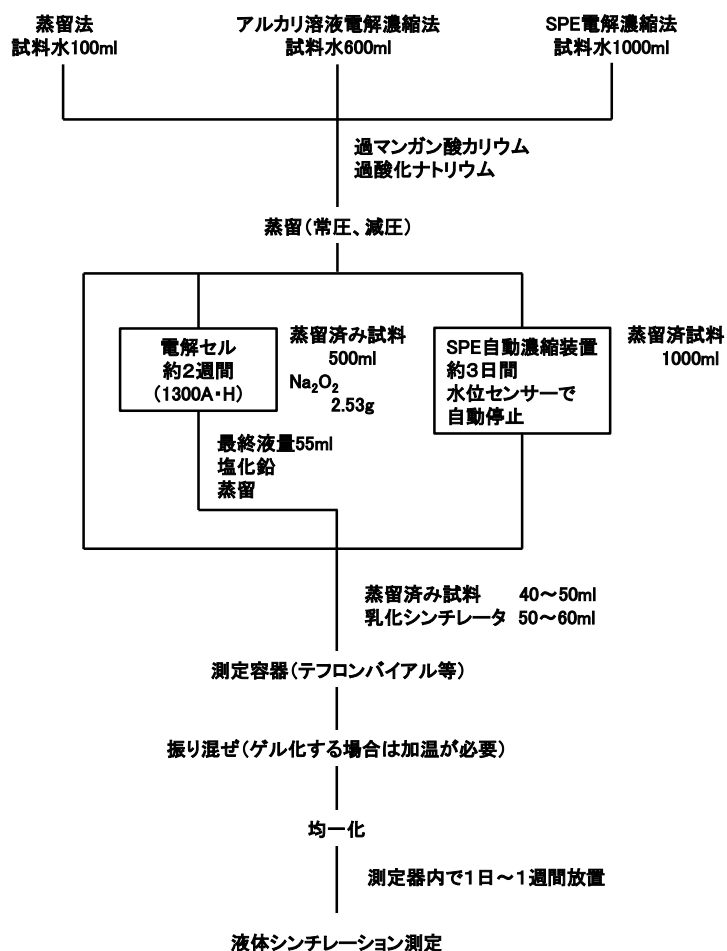 蒸留法
試料水100ml
アルカリ溶液電解濃縮法
試料水600ml
SPE電解濃縮法
試料水1000ml
過マンガン酸カリウム
過酸化ナトリウム
蒸留(常圧、減圧)
電解セル
約2週間
(1300A・H)
蒸留済み試料
500ml
Na₂O₂
2.53g
SPE自動濃縮装置
約3日間
水位センサーで
自動停止
蒸留済試料
1000ml
最終液量55ml
塩化鉛
蒸留
蒸留済み試料 40~50ml
乳化シンチレータ 50~60ml
測定容器(テフロンバイアル等)
振り混ぜ(ゲル化する場合は加温が必要)
均一化
測定器内で1日~1週間放置
液体シンチレーション測定